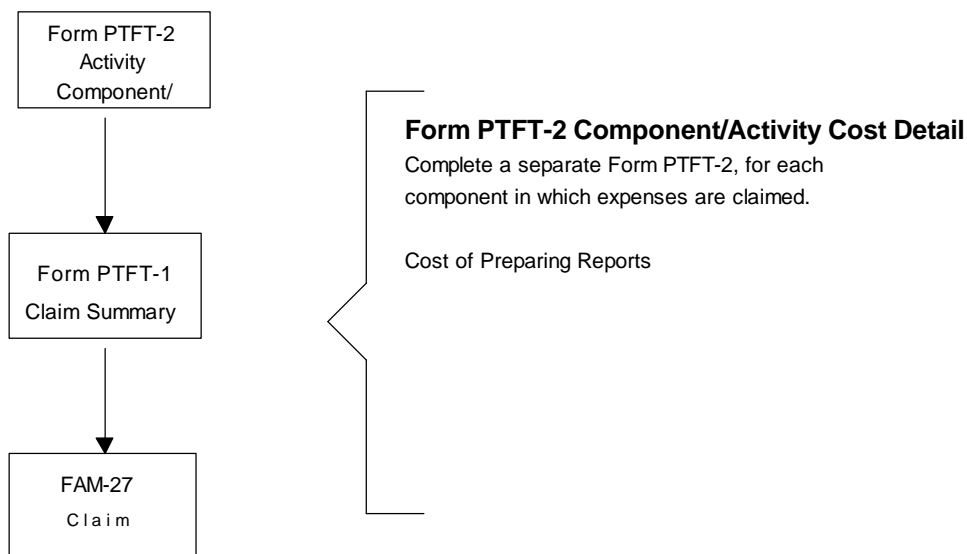 Form PTFT-2
Activity
Component/
Form PTFT-2 Component/Activity Cost Detail
Complete a separate Form PTFT-2, for each
component in which expenses are claimed.
Cost of Preparing Reports
Form PTFT-1
Claim Summary
FAM-27
Claim